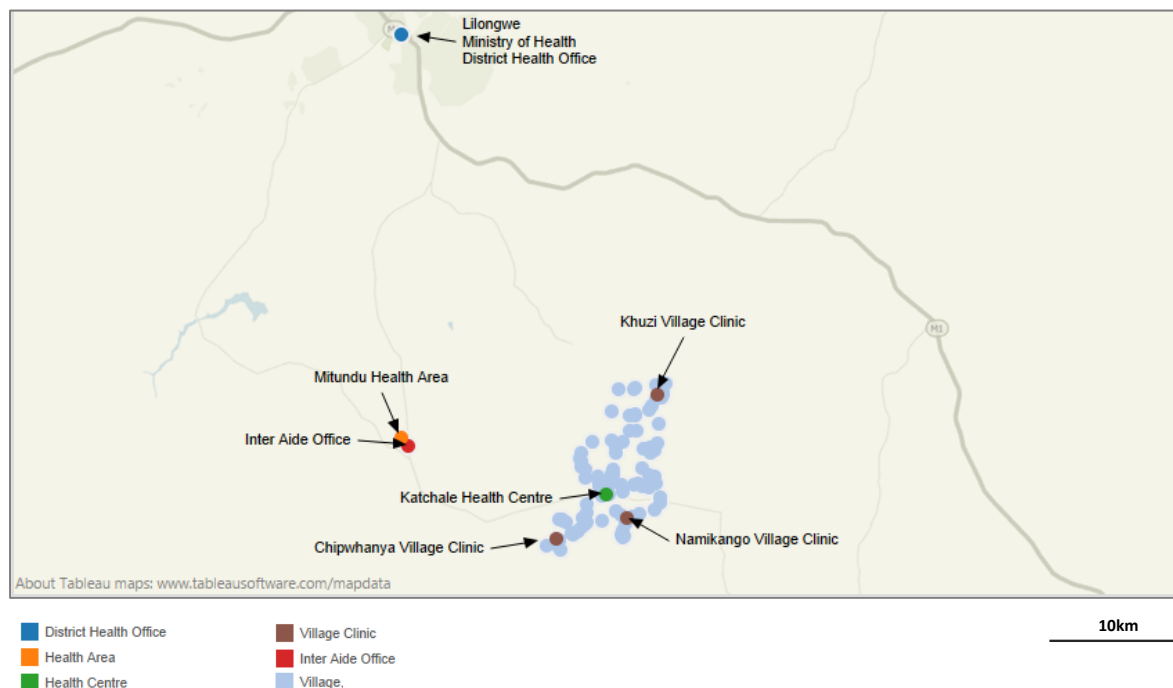 Lilongwe
Ministry of Health
District Health Office
M1
Khuzi Village Clinic
Mitundu Health Area
Inter Aide Office
Katchale Health Centre
Namikango Village Clinic
Chipwhanya Village Clinic
About Tableau maps: www.tableausoftware.com/mapdata
District Health Office
Health Area
Health Centre
Village Clinic
Inter Aide Office
Village,
10km